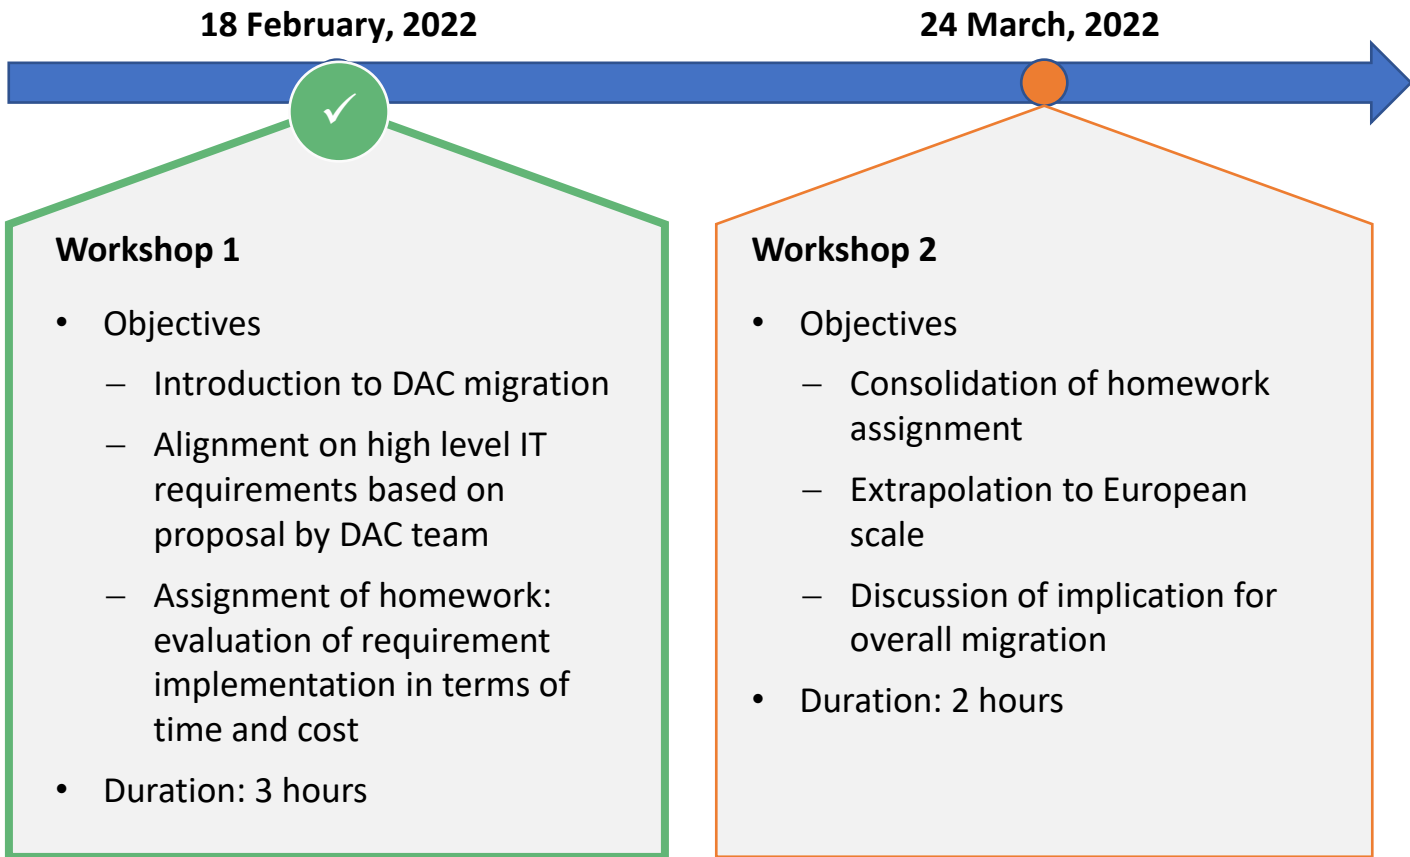 18 February, 2022
24 March, 2022
✓
Workshop 1
• Objectives
– Introduction to DAC migration
– Alignment on high level IT
requirements based on
proposal by DAC team
– Assignment of homework:
evaluation of requirement
implementation in terms of
time and cost
• Duration: 3 hours
Workshop 2
• Objectives
– Consolidation of homework
assignment
– Extrapolation to European
scale
– Discussion of implication for
overall migration
• Duration: 2 hours